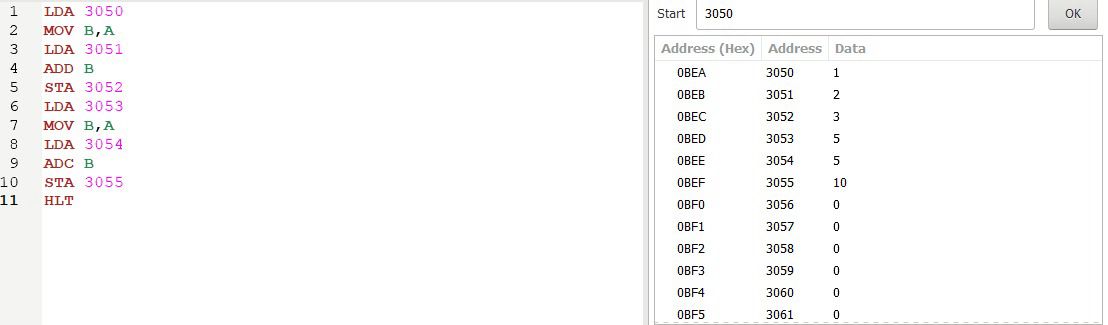 1 LDA 3050
2 MOV B,A
3 LDA 3051
4 ADD B
5 STA 3052
6 LDA 3053
7 MOV B,A
8 LDA 3054
9 ADC B
10 STA 3055
11 HLT
Start 3050 OK
Address (Hex) Address Data
0BEA 3050 1
0BEB 3051 2
0BEC 3052 3
0BED 3053 5
0BEE 3054 5
0BEF 3055 10
0BF0 3056 0
0BF1 3057 0
0BF2 3058 0
0BF3 3059 0
0BF4 3060 0
0BF5 3061 0